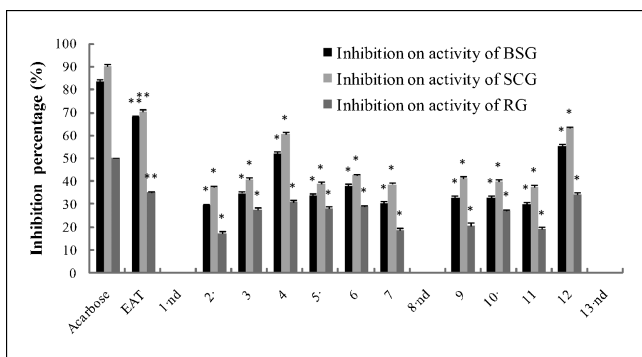 100
90
80
70
60
50
40
30
20
10
0
Inhibition percentage (%)
Inhibition on activity of BSG
Inhibition on activity of SCG
Inhibition on activity of RG
** ** **
* * * * * * * * * * * * * * * * * * * * * * * * * * * * * *
Acarbose EAT 1·nd 2· 3 4 5· 6 7 8·nd 9 10· 11 12 13·nd